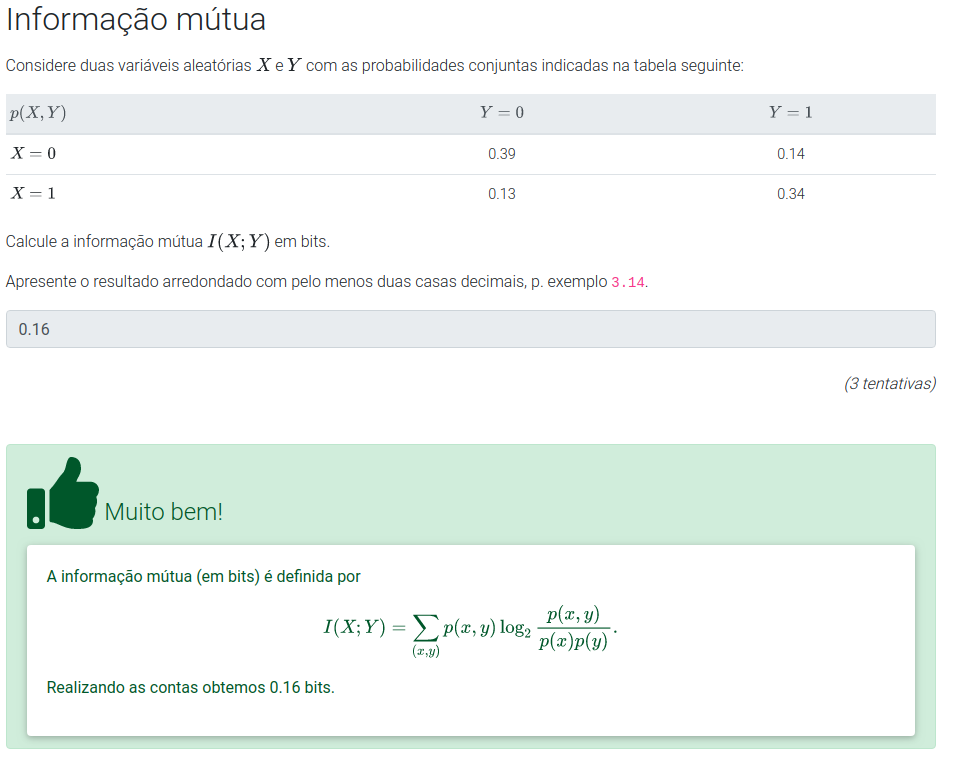 Informação mútua
Considere duas variáveis aleatórias X e Y com as probabilidades conjuntas indicadas na tabela seguinte:
p(X, Y) Y = 0 Y = 1
X = 0 0.39 0.14
X = 1 0.13 0.34
Calcule a informação mútua I(X; Y) em bits.
Apresente o resultado arredondado com pelo menos duas casas decimais, p. exemplo 3.14.
0.16
(3 tentativas)
Muito bem!
A informação mútua (em bits) é definida por
I(X; Y) = ∑_{(x,y)} p(x, y) log₂ \frac{p(x, y)}{p(x)p(y)}.
Realizando as contas obtemos 0.16 bits.